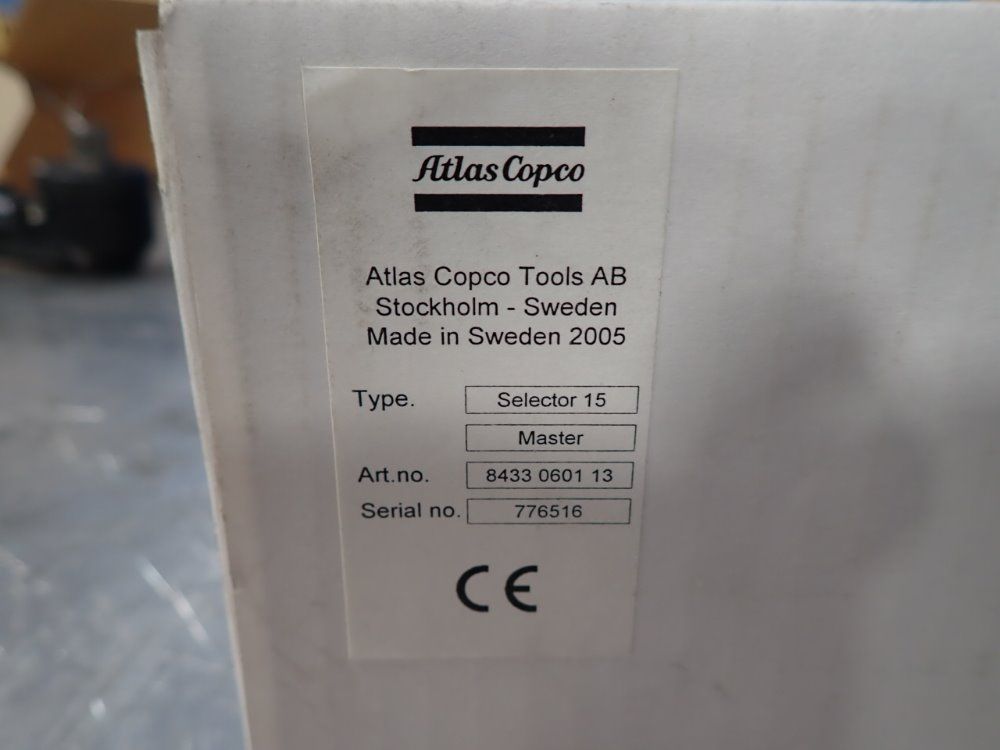 Atlas Copco
Atlas Copco Tools AB
Stockholm - Sweden
Made in Sweden 2005
Type. Selector 15
Master
Art.no. 8433 0601 13
Serial no. 776516
CE